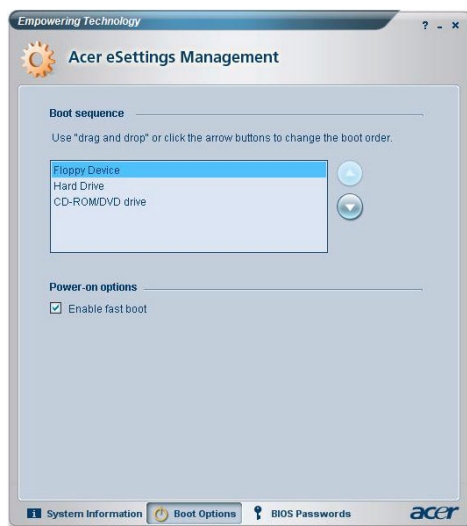 Empowering Technology
? - x
Acer eSettings Management
Boot sequence
Use "drag and drop" or click the arrow buttons to change the boot order.
Floppy Device
Hard Drive
CD-ROM/DVD drive
Power-on options
Enable fast boot
System Information Boot Options BIOS Passwords acer